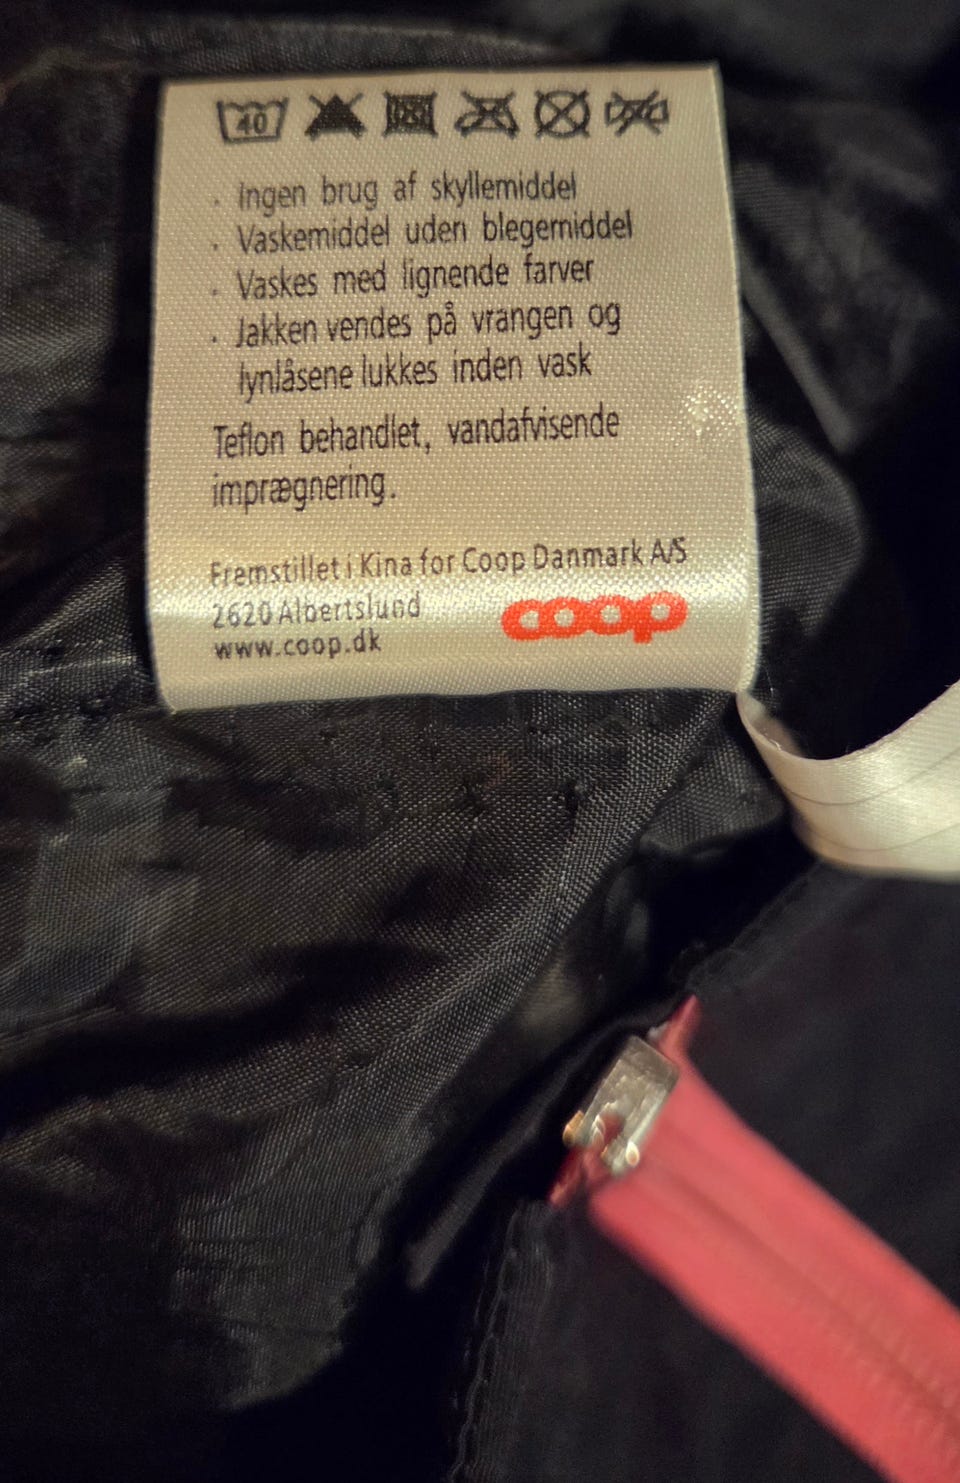 40
. Ingen brug af skyllemiddel
. Vaskemiddel uden blegemiddel
. Vaskes med lignende farver
. Jakken vendes på vrangen og
lynlåsene lukkes inden vask
Teflon behandlet, vandafvisende
imprægnering.
Fremstillet i Kina for Coop Danmark A/S
2620 Albertslund
www.coop.dk
coop